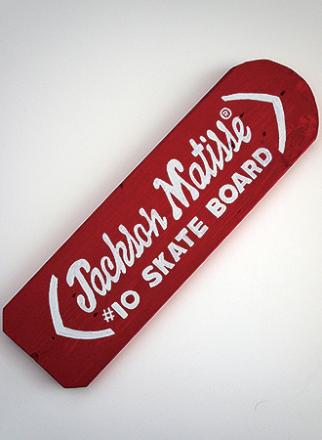 Jackson Matisse®
#10 SKATE BOARD